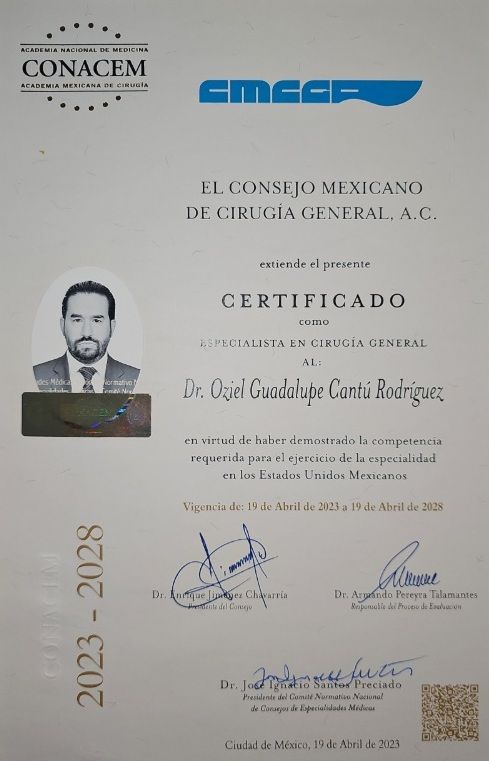 ACADEMIA NACIONAL DE MEDICINA
CONACEM
ACADEMIA MEXICANA DE CIRUGÍA
CMCGP
EL CONSEJO MEXICANO
DE CIRUGÍA GENERAL, A.C.
extiende el presente
CERTIFICADO
como
ESPECIALISTA EN CIRUGÍA GENERAL
AL:
Dr. Oziel Guadalupe Cantú Rodríguez
en virtud de haber demostrado la competencia
requerida para el ejercicio de la especialidad
en los Estados Unidos Mexicanos
Vigencia de: 19 de Abril de 2023 a 19 de Abril de 2028
Dr. Enrique Jiménez Chavarría
Presidente del Consejo
Dr. Armando Pereyra Talamantes
Responsable del Proceso de Evaluación
Dr. José Ignacio Santos Preciado
Presidente del Comité Normativo Nacional
de Consejos de Especialidades Médicas
Ciudad de México, 19 de Abril de 2023
CONACEM
2023 - 2028